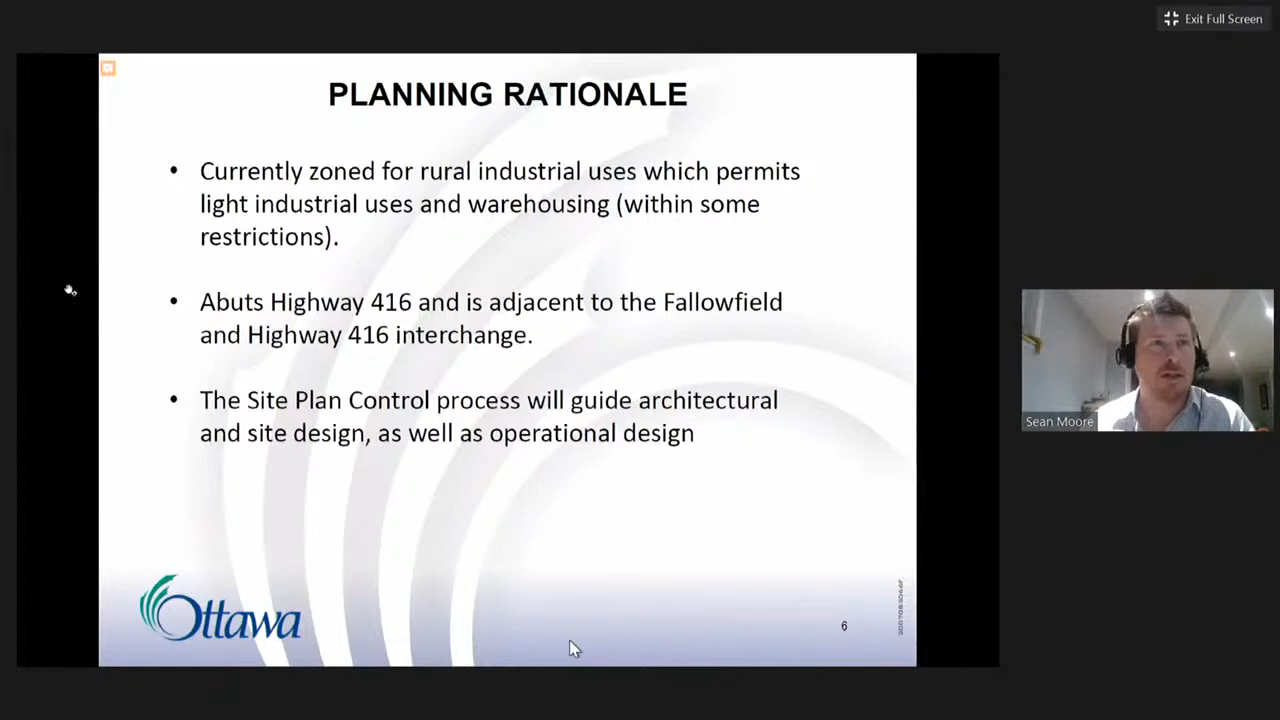 Exit Full Screen
PLANNING RATIONALE
• Currently zoned for rural industrial uses which permits
light industrial uses and warehousing (within some
restrictions).
• Abuts Highway 416 and is adjacent to the Fallowfield
and Highway 416 interchange.
• The Site Plan Control process will guide architectural
and site design, as well as operational design
Sean Moore
Ottawa
6